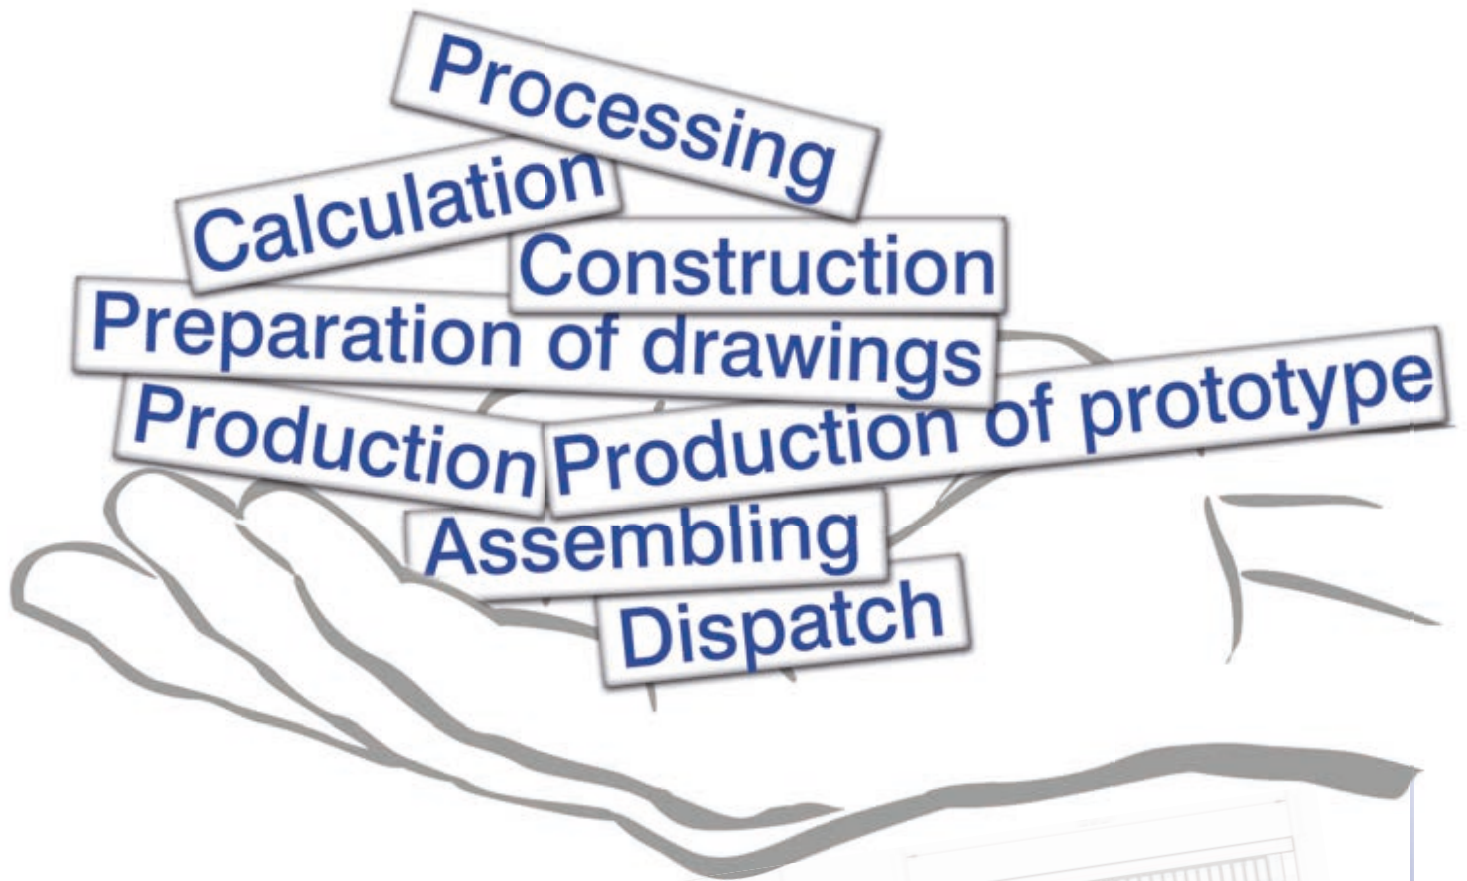 Processing
Calculation
Construction
Preparation of drawings
Production
Production of prototype
Assembling
Dispatch